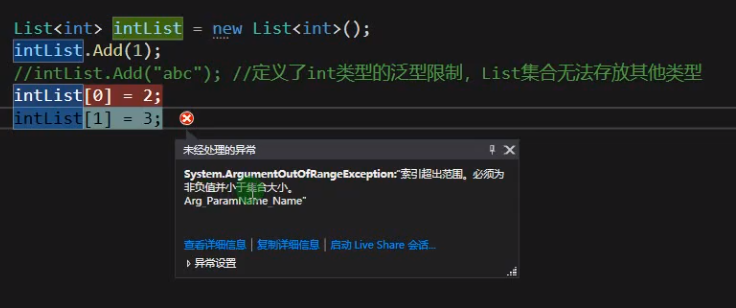 List<int> intList = new List<int>();
intList.Add(1);
//intList.Add("abc"); //定义了int类型的泛型限制，List集合无法存放其他类型
intList[0] = 2;
intList[1] = 3;
未经处理的异常
System.ArgumentOutOfRangeException:"索引超出范围。必须为
非负值并小于集合大小。
Arg_ParamName_Name"
查看详细信息 | 复制详细信息 | 启动 Live Share 会话...
异常设置